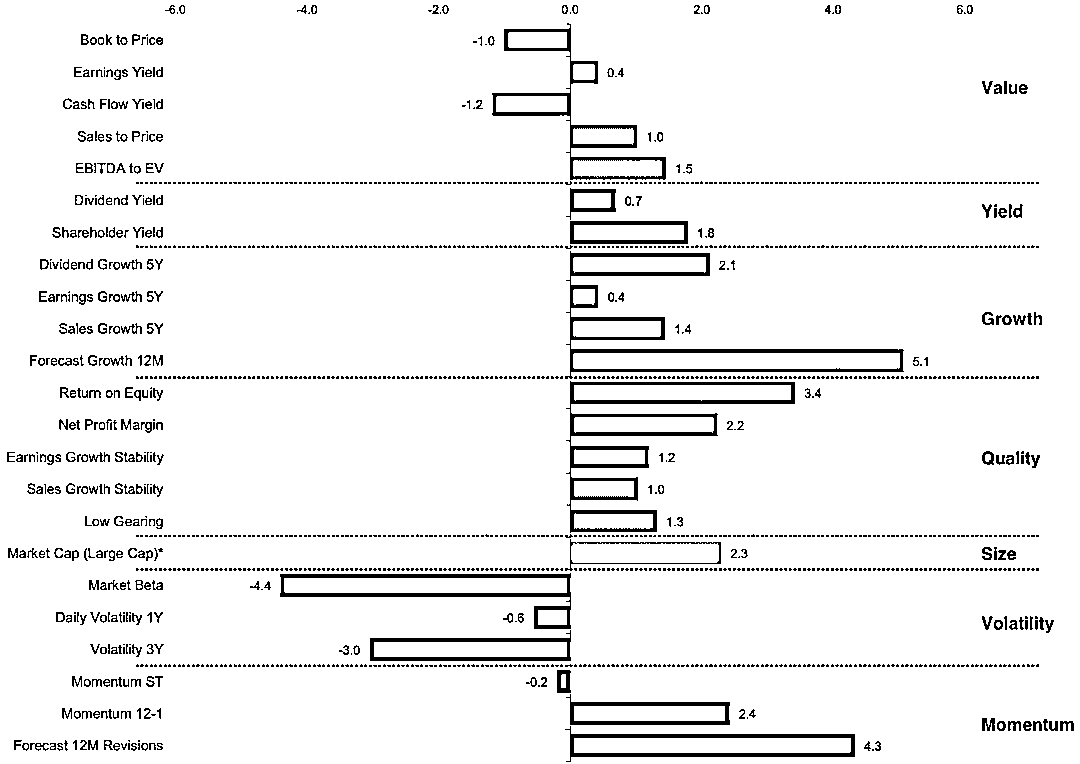 -6.0 -4.0 -2.0 0.0 2.0 4.0 6.0
Book to Price -1.0
Earnings Yield 0.4
Value
Cash Flow Yield -1.2
Sales to Price 1.0
EBITDA to EV 1.5
Dividend Yield 0.7
Yield
Shareholder Yield 1.8
Dividend Growth 5Y 2.1
Earnings Growth 5Y 0.4
Growth
Sales Growth 5Y 1.4
Forecast Growth 12M 5.1
Return on Equity 3.4
Net Profit Margin 2.2
Earnings Growth Stability 1.2
Quality
Sales Growth Stability 1.0
Low Gearing 1.3
Market Cap (Large Cap)* 2.3 Size
Market Beta -4.4
Daily Volatility 1Y -0.6
Volatility
Volatility 3Y -3.0
Momentum ST -0.2
Momentum 12-1 2.4
Momentum
Forecast 12M Revisions 4.3